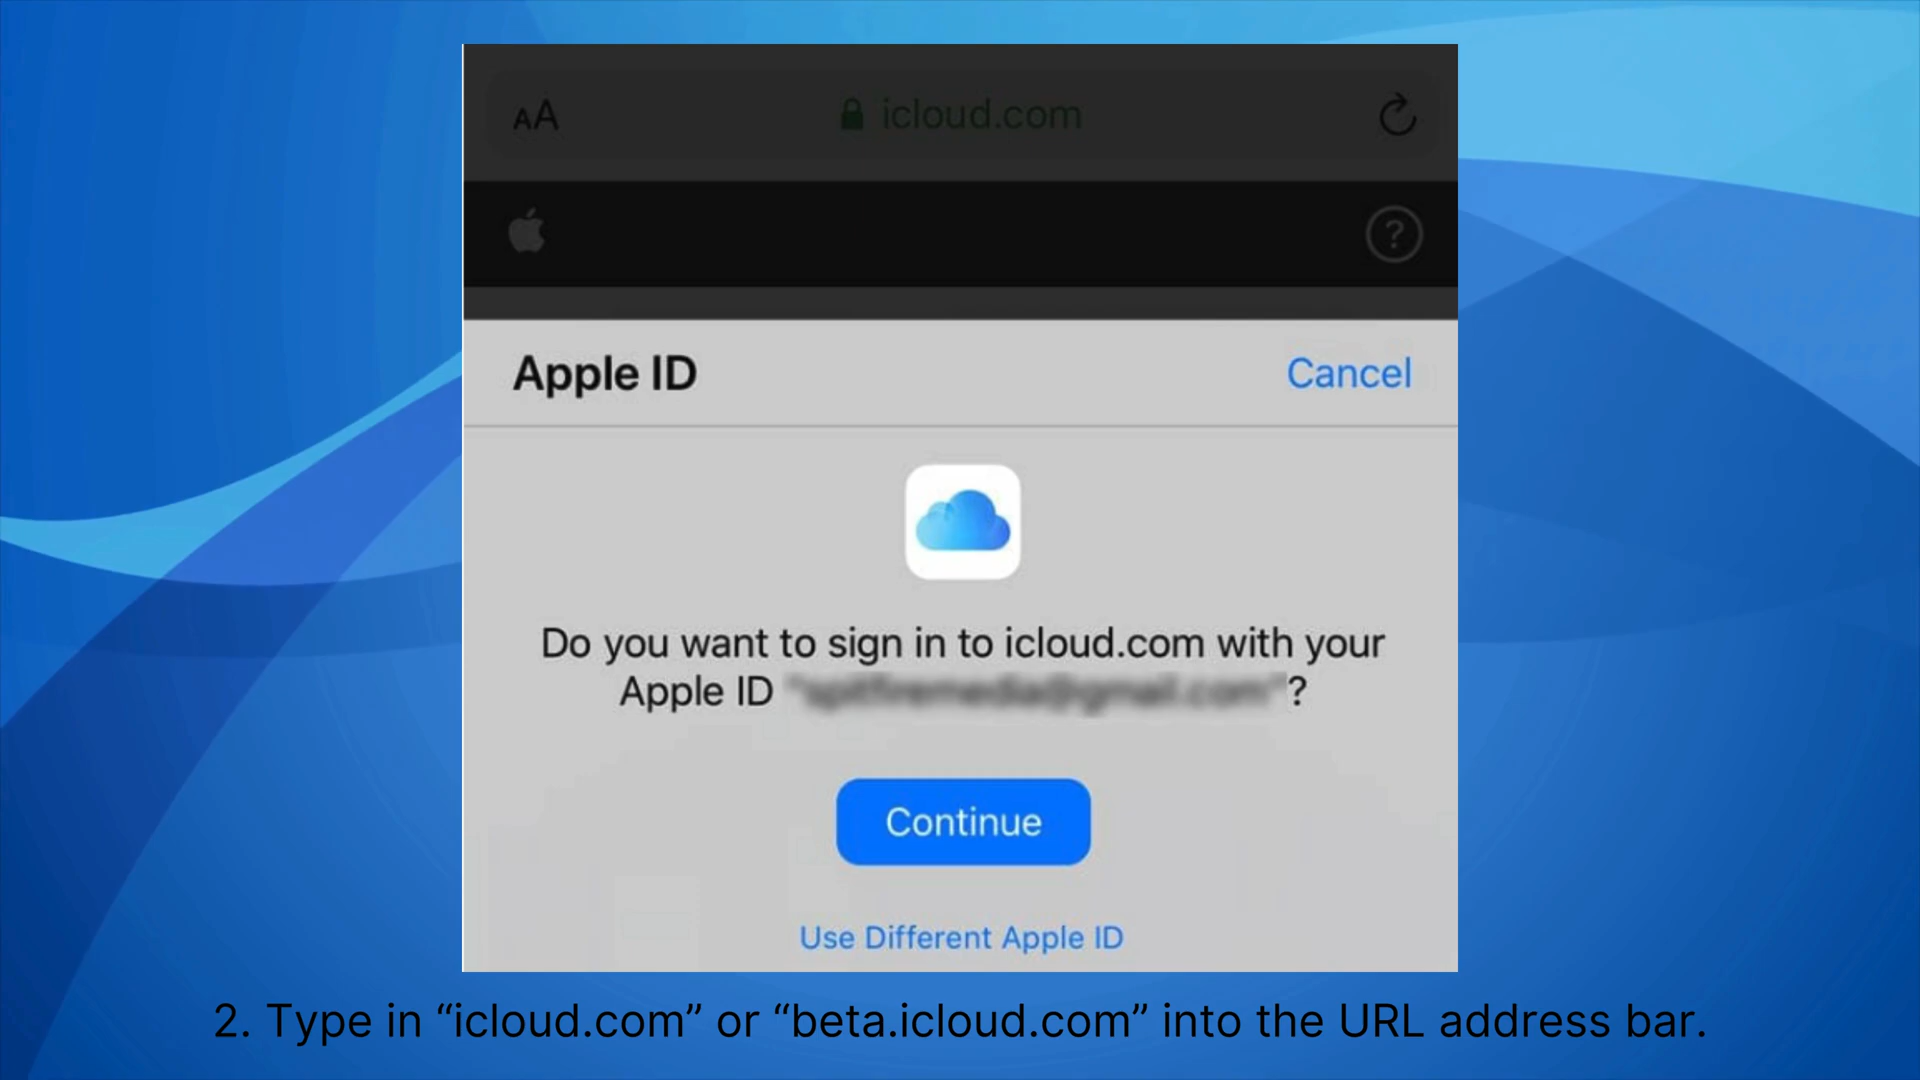 AA
icloud.com
?
Apple ID
Cancel
Do you want to sign in to icloud.com with your
Apple ID ?
Continue
Use Different Apple ID
2. Type in “icloud.com” or “beta.icloud.com” into the URL address bar.